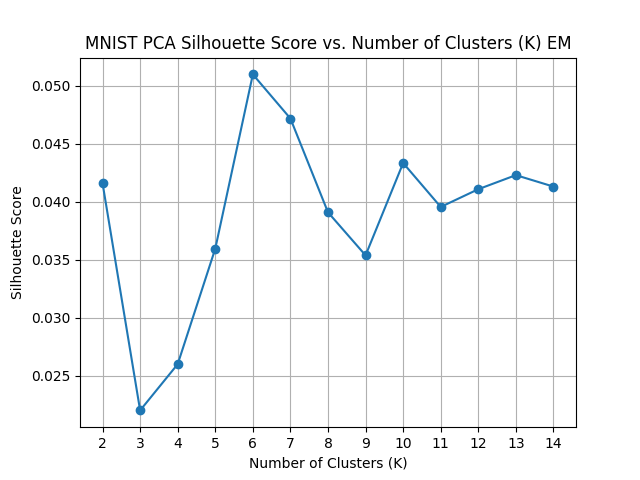 MNIST PCA Silhouette Score vs. Number of Clusters (K) EM
0.050
0.045
0.040
0.035
0.030
0.025
Silhouette Score
2 3 4 5 6 7 8 9 10 11 12 13 14
Number of Clusters (K)